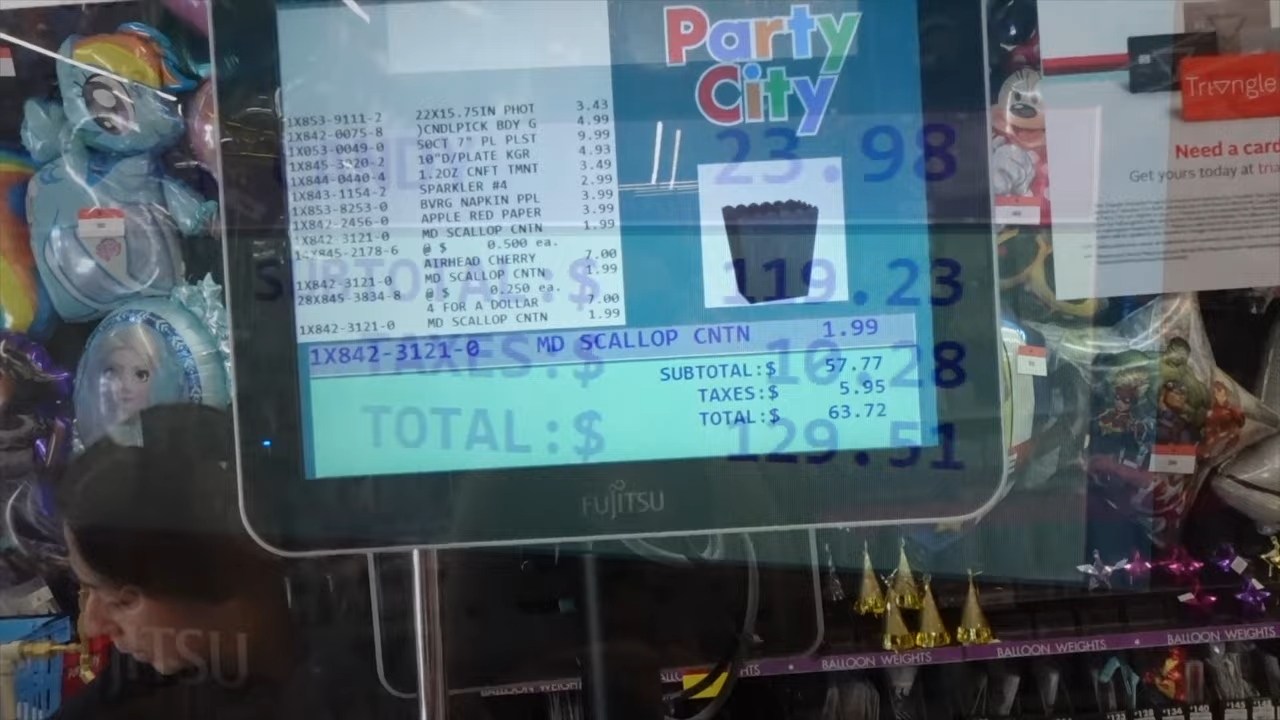 Party
City
1X853-9111-2 22X15.75IN PHOT 3.43
1X842-0075-8 )CNDLPICK BDY G 4.99
1X053-0049-0 50CT 7" PL PLST 9.99
1X845-3820-2 10"D/PLATE KGR 4.93
1X844-0440-4 1.2OZ CNFT TMNT 3.49
1X843-1154-2 SPARKLER #4 2.99
1X853-8253-0 BVRG NAPKIN PPL 3.99
1X842-2456-0 APPLE RED PAPER 3.99
1X842-3121-0 MD SCALLOP CNTN 1.99
14X845-2178-6 @ $ 0.500 ea.
AIRHEAD CHERRY 7.00
1X842-3121-0 MD SCALLOP CNTN 1.99
28X845-3834-8 @ $ 0.250 ea.
4 FOR A DOLLAR 7.00
1X842-3121-0 MD SCALLOP CNTN 1.99
1X842-3121-0 MD SCALLOP CNTN 1.99
SUBTOTAL:$ 57.77
TAXES:$ 5.95
TOTAL:$ 63.72
23.98
SUBTOTAL:$ 119.23
TAXES:$ 10.28
TOTAL:$ 129.51
FUJITSU
FUJITSU
Triangle
Need a card
Get yours today at tria
BALLOON WEIGHTS
BALLOON WEIGHTS
BALLOON WEIGHTS